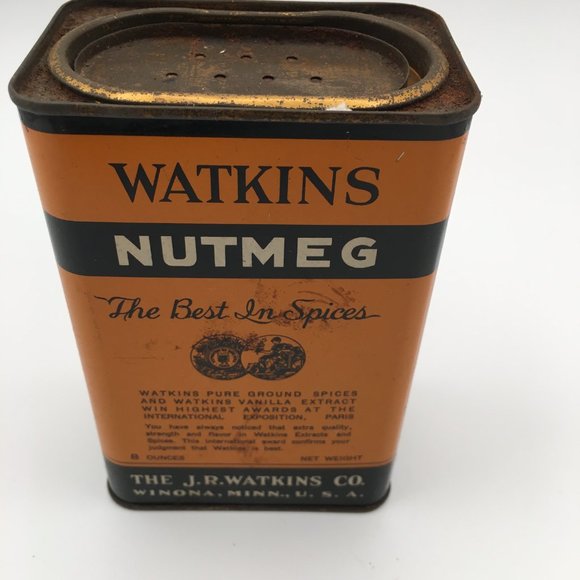 WATKINS
NUTMEG
The Best In Spices
WATKINS PURE GROUND SPICES
AND WATKINS VANILLA EXTRACT
WIN HIGHEST AWARDS AT THE
INTERNATIONAL EXPOSITION, PARIS
You have always noticed that extra quality,
strength and flavor in Watkins Extracts and
Spices. This international award confirms your
judgment that Watkins is best.
8 OUNCES NET WEIGHT
THE J.R.WATKINS CO.
WINONA, MINN., U. S. A.